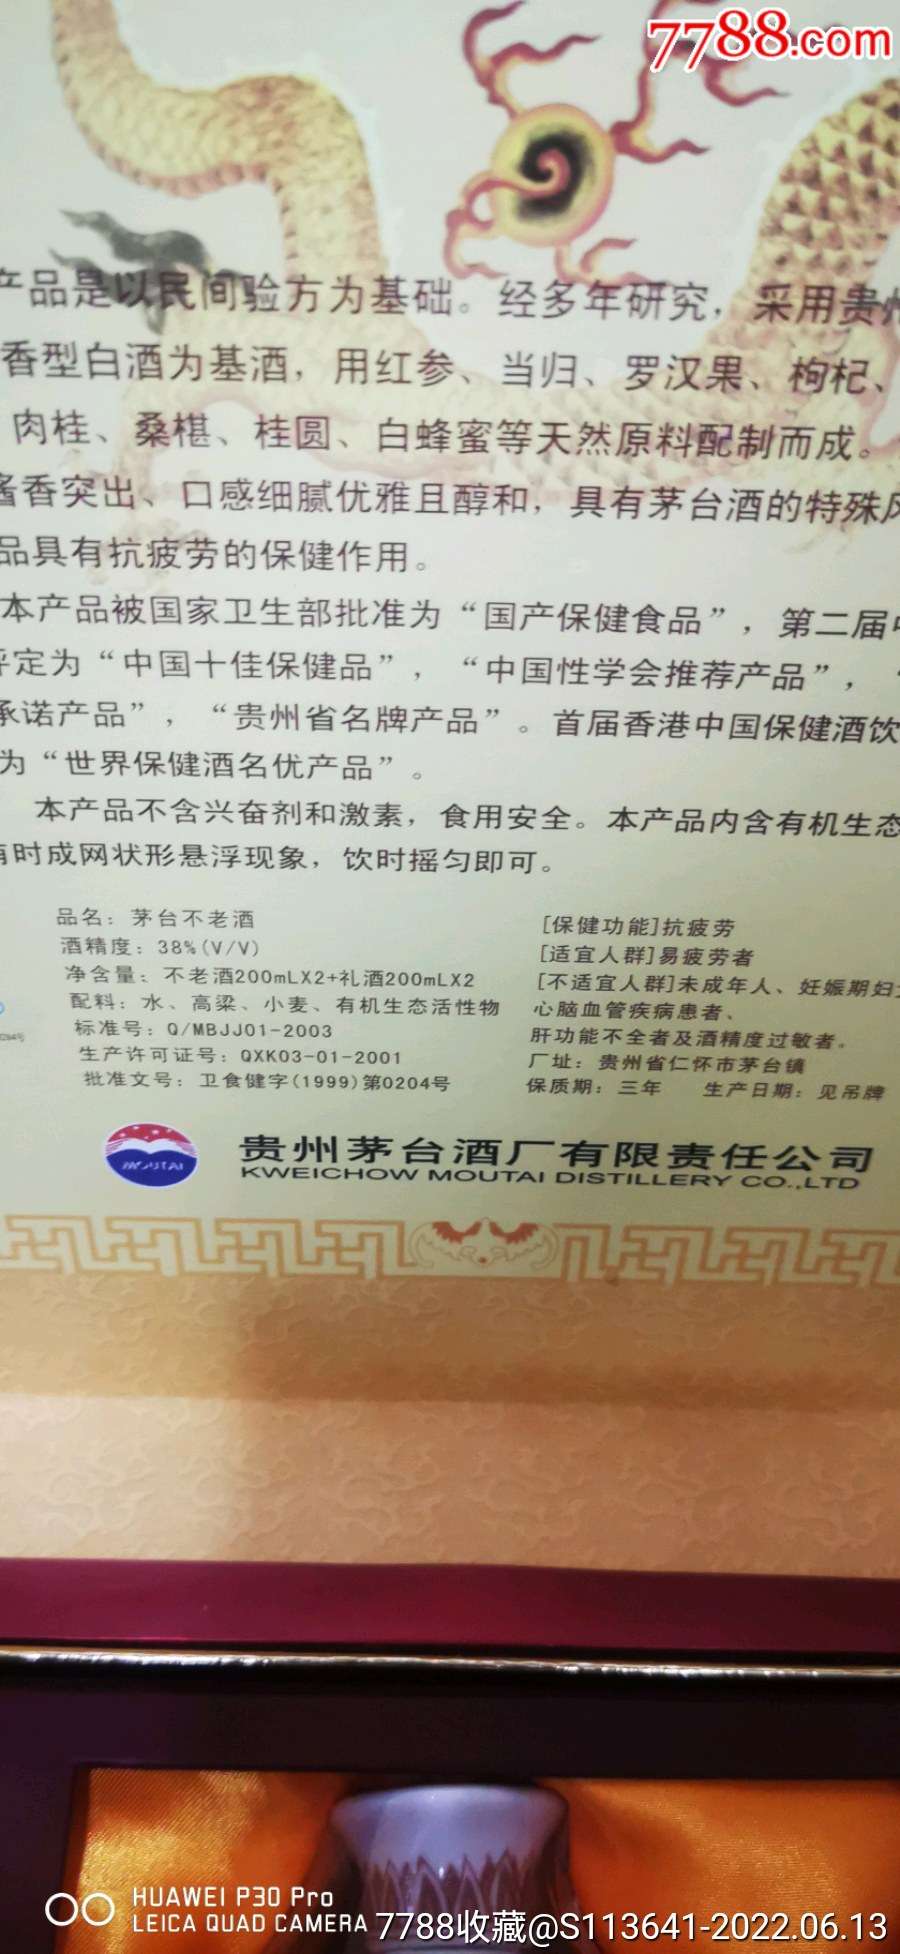 7788.com
产品是以民间验方为基础。经多年研究，采用贵州
香型白酒为基酒，用红参、当归、罗汉果、枸杞、
肉桂、桑椹、桂圆、白蜂蜜等天然原料配制而成。
酱香突出、口感细腻优雅且醇和，具有茅台酒的特殊风
品具有抗疲劳的保健作用。
本产品被国家卫生部批准为“国产保健食品”，第二届中
评定为“中国十佳保健品”，“中国性学会推荐产品”，“
承诺产品”，“贵州省名牌产品”。首届香港中国保健酒饮
为“世界保健酒名优产品”。
本产品不含兴奋剂和激素，食用安全。本产品内含有机生态
有时成网状形悬浮现象，饮时摇匀即可。
品名：茅台不老酒
酒精度：38%(V/V)
净含量：不老酒200mLX2+礼酒200mLX2
配料：水、高粱、小麦、有机生态活性物
标准号：Q/MBJJ01-2003
生产许可证号：QXK03-01-2001
批准文号：卫食健字(1999)第0204号
[保健功能]抗疲劳
[适宜人群]易疲劳者
[不适宜人群]未成年人、妊娠期妇女
心脑血管疾病患者、
肝功能不全者及酒精度过敏者。
厂址：贵州省仁怀市茅台镇
保质期：三年 生产日期：见吊牌
MOUTAI
贵州茅台酒厂有限责任公司
KWEICHOW MOUTAI DISTILLERY CO.,LTD
HUAWEI P30 Pro
LEICA QUAD CAMERA
7788收藏@S113641-2022.06.13